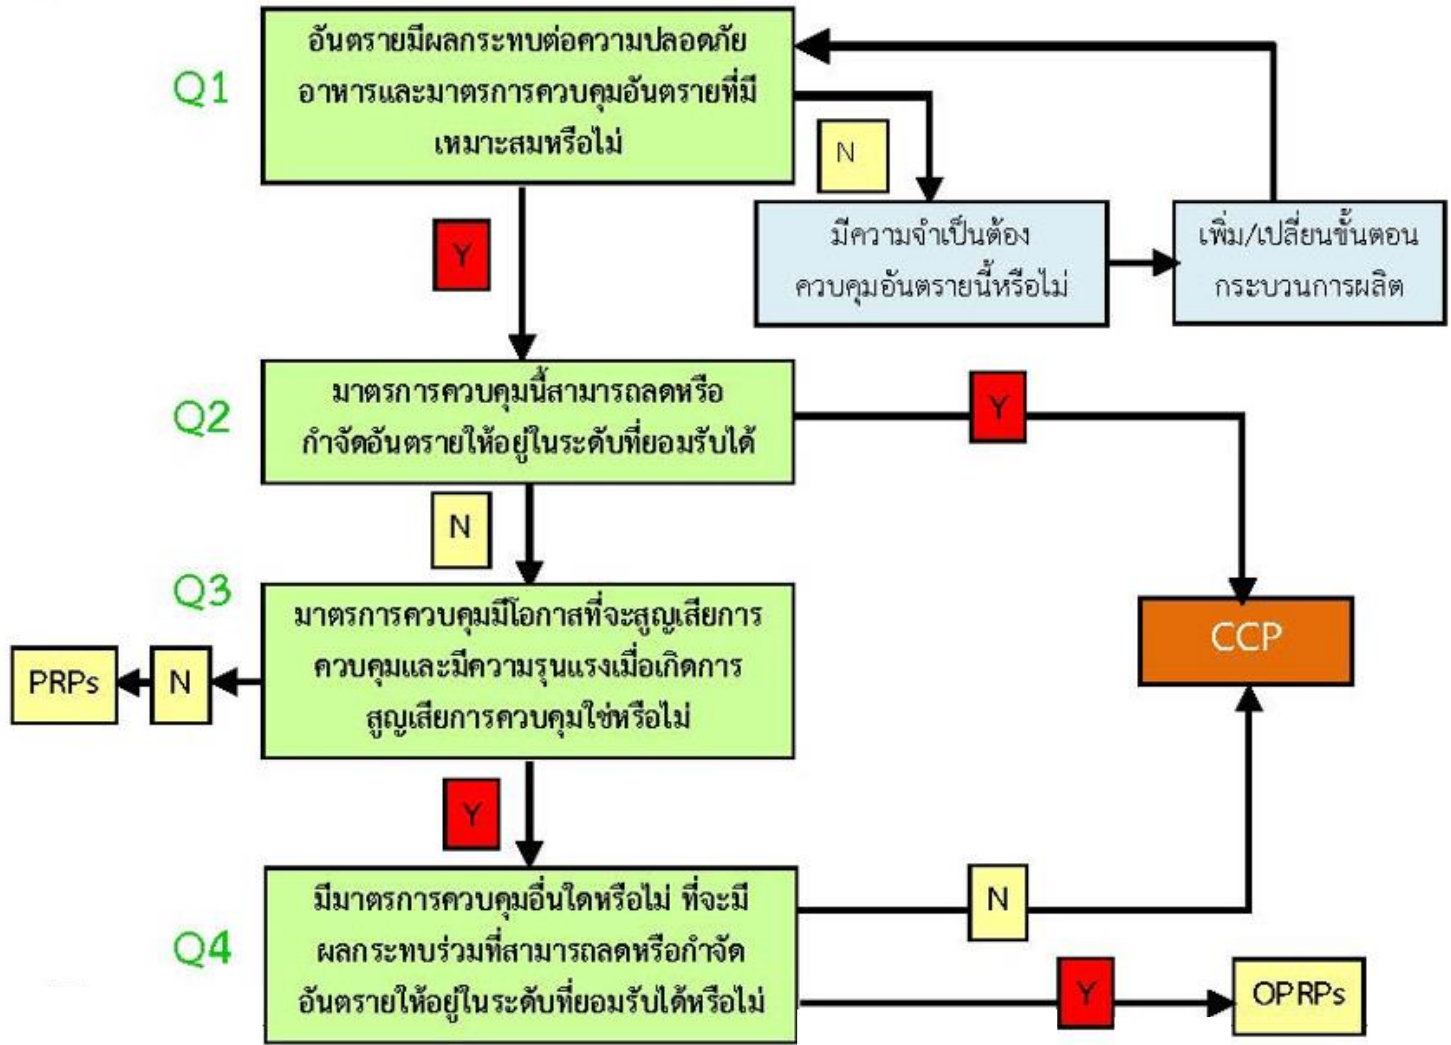 Q1
อันตรายมีผลกระทบต่อความปลอดภัย
อาหารและมาตรการควบคุมอันตรายที่มี
เหมาะสมหรือไม่
N
Y
มีความจำเป็นต้อง
ควบคุมอันตรายนี้หรือไม่
เพิ่ม/เปลี่ยนขั้นตอน
กระบวนการผลิต
Q2
มาตรการควบคุมนี้สามารถลดหรือ
กำจัดอันตรายให้อยู่ในระดับที่ยอมรับได้
Y
N
Q3
มาตรการควบคุมมีโอกาสที่จะสูญเสียการ
ควบคุมและมีความรุนแรงเมื่อเกิดการ
สูญเสียการควบคุมใช่หรือไม่
CCP
PRPs
N
Y
Q4
มีมาตรการควบคุมอื่นใดหรือไม่ ที่จะมี
ผลกระทบร่วมที่สามารถลดหรือกำจัด
อันตรายให้อยู่ในระดับที่ยอมรับได้หรือไม่
N
Y
OPRPs